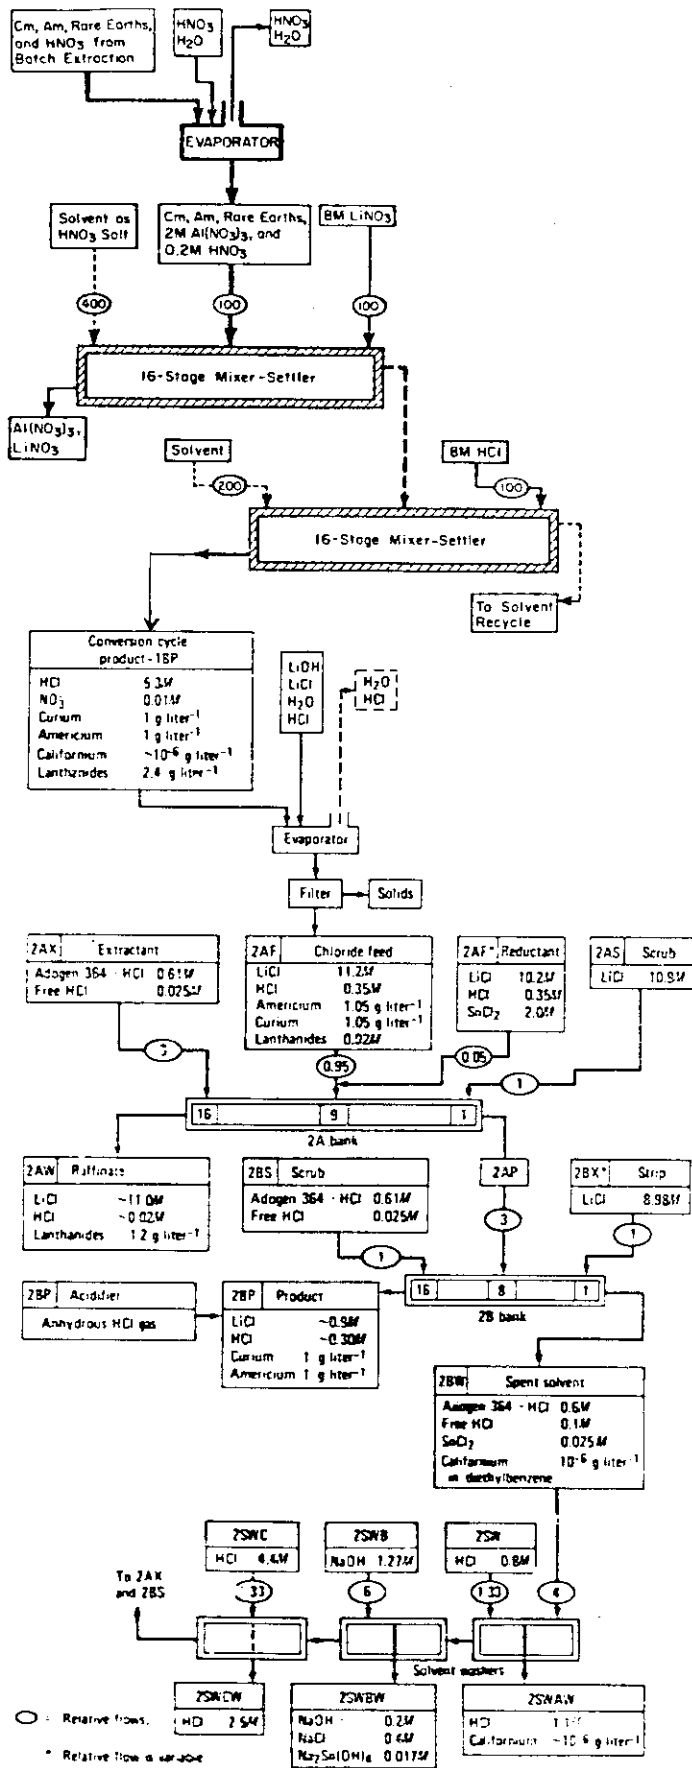 Cm, Am, Rare Earths,
and HNO3 from
Batch Extraction
HNO3
H2O
HNO3
H2O
EVAPORATOR
Solvent as
HNO3 Salt
Cm, Am, Rare Earths,
2M Al(NO3)3, and
0.2M HNO3
8M LiNO3
400
100
100
16-Stage Mixer-Settler
Al(NO3)3,
LiNO3
Solvent
8M HCl
200
100
16-Stage Mixer-Settler
To Solvent
Recycle
Conversion cycle
product-1BP
HCl 5.3M
NO3- 0.01M
Curium 1 g liter-1
Americium 1 g liter-1
Californium ~10-6 g liter-1
Lanthanides 2.4 g liter-1
LiOH
LiCl
H2O
HCl
H2O
HCl
Evaporator
Filter
Solids
2AX Extractant
Adogen 364 · HCl 0.61M
Free HCl 0.025M
2AF Chloride feed
LiCl 11.2M
HCl 0.35M
Americium 1.05 g liter-1
Curium 1.05 g liter-1
Lanthanides 0.02M
2AF* Reductant
LiCl 10.2M
HCl 0.35M
SnCl2 2.0M
2AS Scrub
LiCl 10.9M
0.95
0.05
1
16 9 1
2A bank
2AW Raffinate
LiCl ~11.0M
HCl ~0.02M
Lanthanides 1.2 g liter-1
2BS Scrub
Adogen 364 · HCl 0.61M
Free HCl 0.025M
2AP
2BX* Strip
LiCl 8.98M
3
1
1
16 8 1
2B bank
2BP Acidifier
Anhydrous HCl gas
2BP Product
LiCl ~0.9M
HCl ~0.30M
Curium 1 g liter-1
Americium 1 g liter-1
2BW Spent solvent
Adogen 364 · HCl 0.6M
Free HCl 0.1M
SnCl2 0.025M
Californium 10-6 g liter-1
in diethylbenzene
2SWC
HCl 4.4M
2SWB
NaOH 1.27M
2SW
HCl 0.8M
To 2AX
and 2BS
.33
6
1.33
4
Solvent washers
2SWCW
HCl 2.5M
2SWBW
NaOH 0.2M
NaCl 0.6M
Na2Sn(OH)6 0.017M
2SWAW
HCl 1.1M
Californium ~10-6 g liter-1
= Relative flows.
* Relative flow is variable